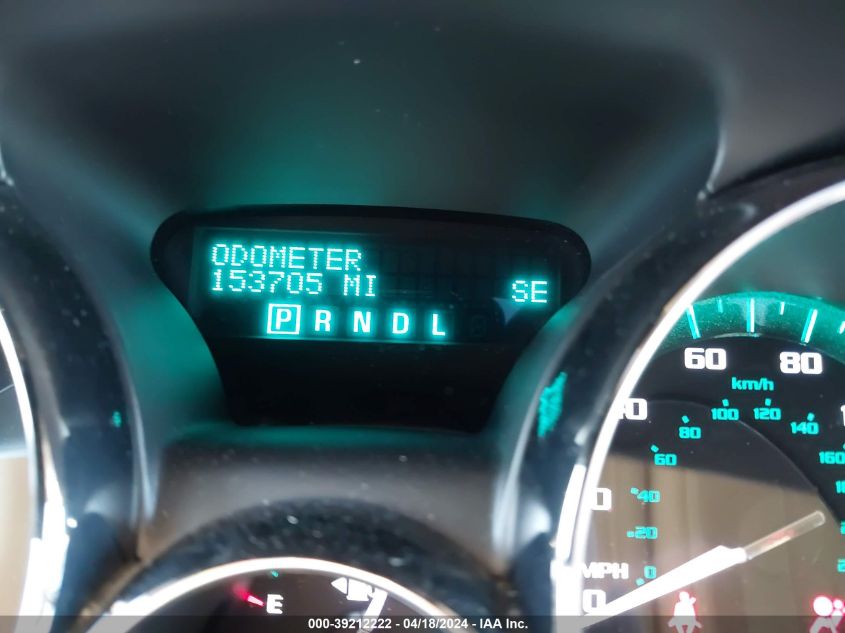 ODOMETER
153705 MI SE
P R N D L
60 80
km/h
100 120
80 140
60 160
40
20
MPH 0
0
E
000-39212222 - 04/18/2024 - IAA Inc.